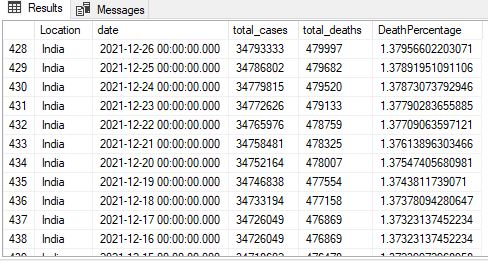 Results Messages
Location date total_cases total_deaths DeathPercentage
428 India 2021-12-26 00:00:00.000 34793333 479997 1.37956602203071
429 India 2021-12-25 00:00:00.000 34786802 479682 1.37891951091106
430 India 2021-12-24 00:00:00.000 34779815 479520 1.37873073792946
431 India 2021-12-23 00:00:00.000 34772626 479133 1.37790283655885
432 India 2021-12-22 00:00:00.000 34765976 478759 1.37709063597121
433 India 2021-12-21 00:00:00.000 34758481 478325 1.37613896303466
434 India 2021-12-20 00:00:00.000 34752164 478007 1.37547405680981
435 India 2021-12-19 00:00:00.000 34746838 477554 1.3743811739071
436 India 2021-12-18 00:00:00.000 34733194 477158 1.37378094280647
437 India 2021-12-17 00:00:00.000 34726049 476869 1.37323137452234
438 India 2021-12-16 00:00:00.000 34726049 476869 1.37323137452234